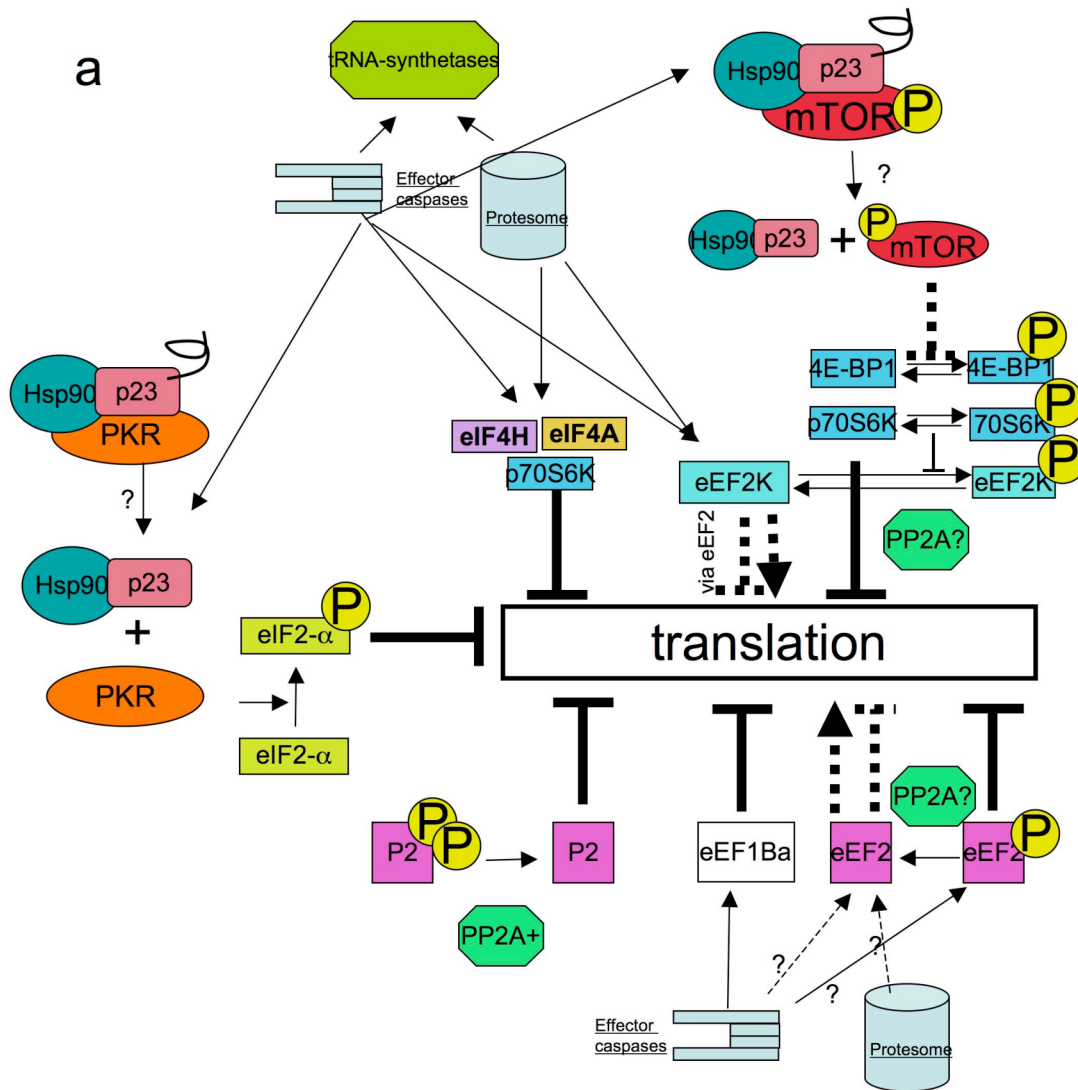 a
tRNA-synthetases
Hsp90
p23
mTOR
P
Effector
caspases
Protesome
?
Hsp90
p23
+
P
mTOR
Hsp90
p23
PKR
?
4E-BP1
4E-BP1
P
p70S6K
70S6K
P
eEF2K
eEF2K
P
eIF4H
eIF4A
p70S6K
PP2A?
via eEF2
Hsp90
p23
+
PKR
eIF2-α
P
eIF2-α
translation
P2
P
P
P2
PP2A+
eEF1Ba
eEF2
PP2A?
eEF2
P
?
?
?
Effector
caspases
Protesome